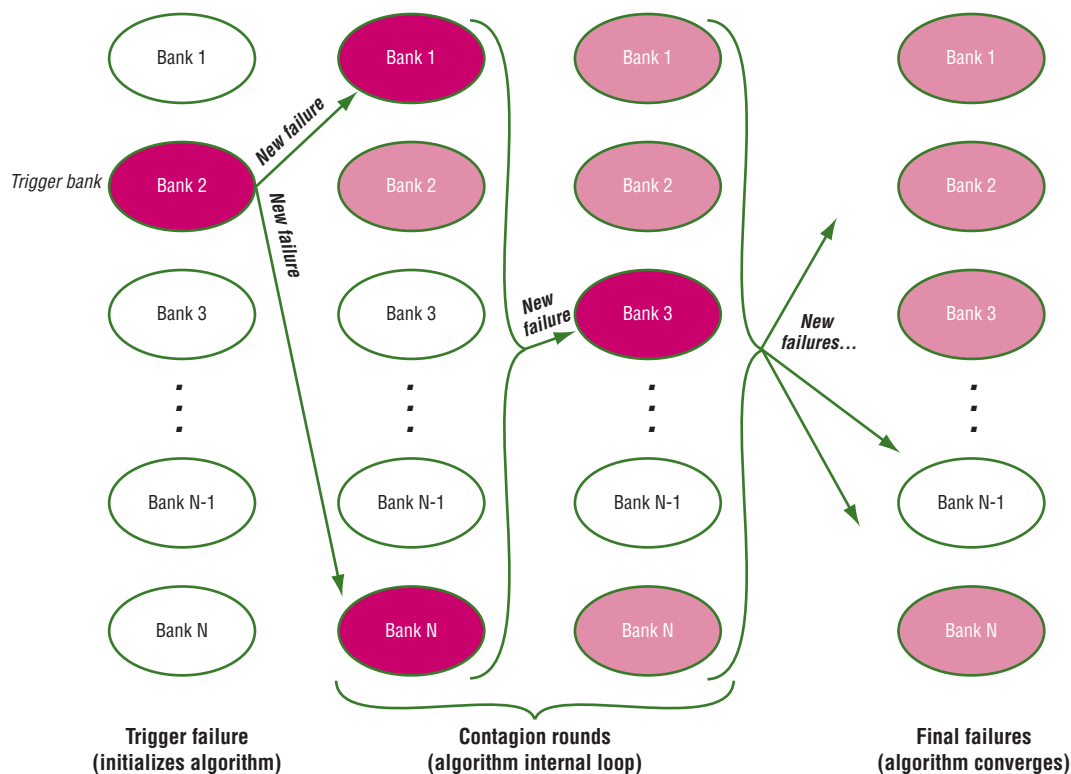 Bank 1
Bank 1
Bank 1
Bank 1
New failure
Trigger bank
Bank 2
Bank 2
Bank 2
Bank 2
New failure
Bank 3
Bank 3
New
failure
Bank 3
New
failures...
Bank 3
Bank N-1
Bank N-1
Bank N-1
Bank N-1
Bank N
Bank N
Bank N
Bank N
Trigger failure
(initializes algorithm)
Contagion rounds
(algorithm internal loop)
Final failures
(algorithm converges)